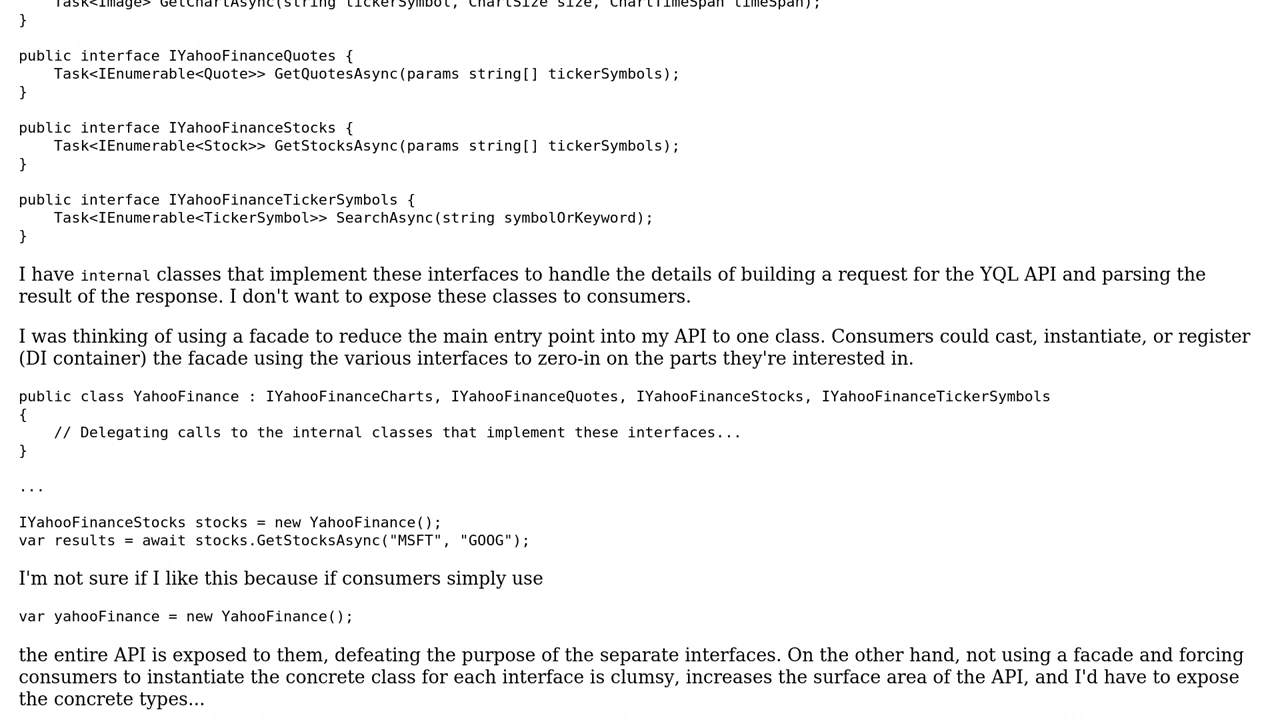 Task<Image> GetChartAsync(string tickerSymbol, ChartSize size, ChartTimeSpan timeSpan);
}
public interface IYahooFinanceQuotes {
    Task<IEnumerable<Quote>> GetQuotesAsync(params string[] tickerSymbols);
}
public interface IYahooFinanceStocks {
    Task<IEnumerable<Stock>> GetStocksAsync(params string[] tickerSymbols);
}
public interface IYahooFinanceTickerSymbols {
    Task<IEnumerable<TickerSymbol>> SearchAsync(string symbolOrKeyword);
}
I have internal classes that implement these interfaces to handle the details of building a request for the YQL API and parsing the
result of the response. I don't want to expose these classes to consumers.
I was thinking of using a facade to reduce the main entry point into my API to one class. Consumers could cast, instantiate, or register
(DI container) the facade using the various interfaces to zero-in on the parts they're interested in.
public class YahooFinance : IYahooFinanceCharts, IYahooFinanceQuotes, IYahooFinanceStocks, IYahooFinanceTickerSymbols
{
    // Delegating calls to the internal classes that implement these interfaces...
}
...
IYahooFinanceStocks stocks = new YahooFinance();
var results = await stocks.GetStocksAsync("MSFT", "GOOG");
I'm not sure if I like this because if consumers simply use
var yahooFinance = new YahooFinance();
the entire API is exposed to them, defeating the purpose of the separate interfaces. On the other hand, not using a facade and forcing
consumers to instantiate the concrete class for each interface is clumsy, increases the surface area of the API, and I'd have to expose
the concrete types...